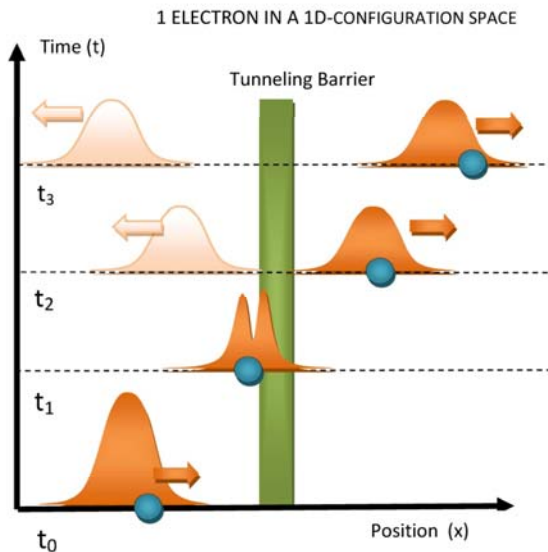 1 ELECTRON IN A 1D-CONFIGURATION SPACE
Time (t)
Tunneling Barrier
t3
t2
t1
t0
Position (x)